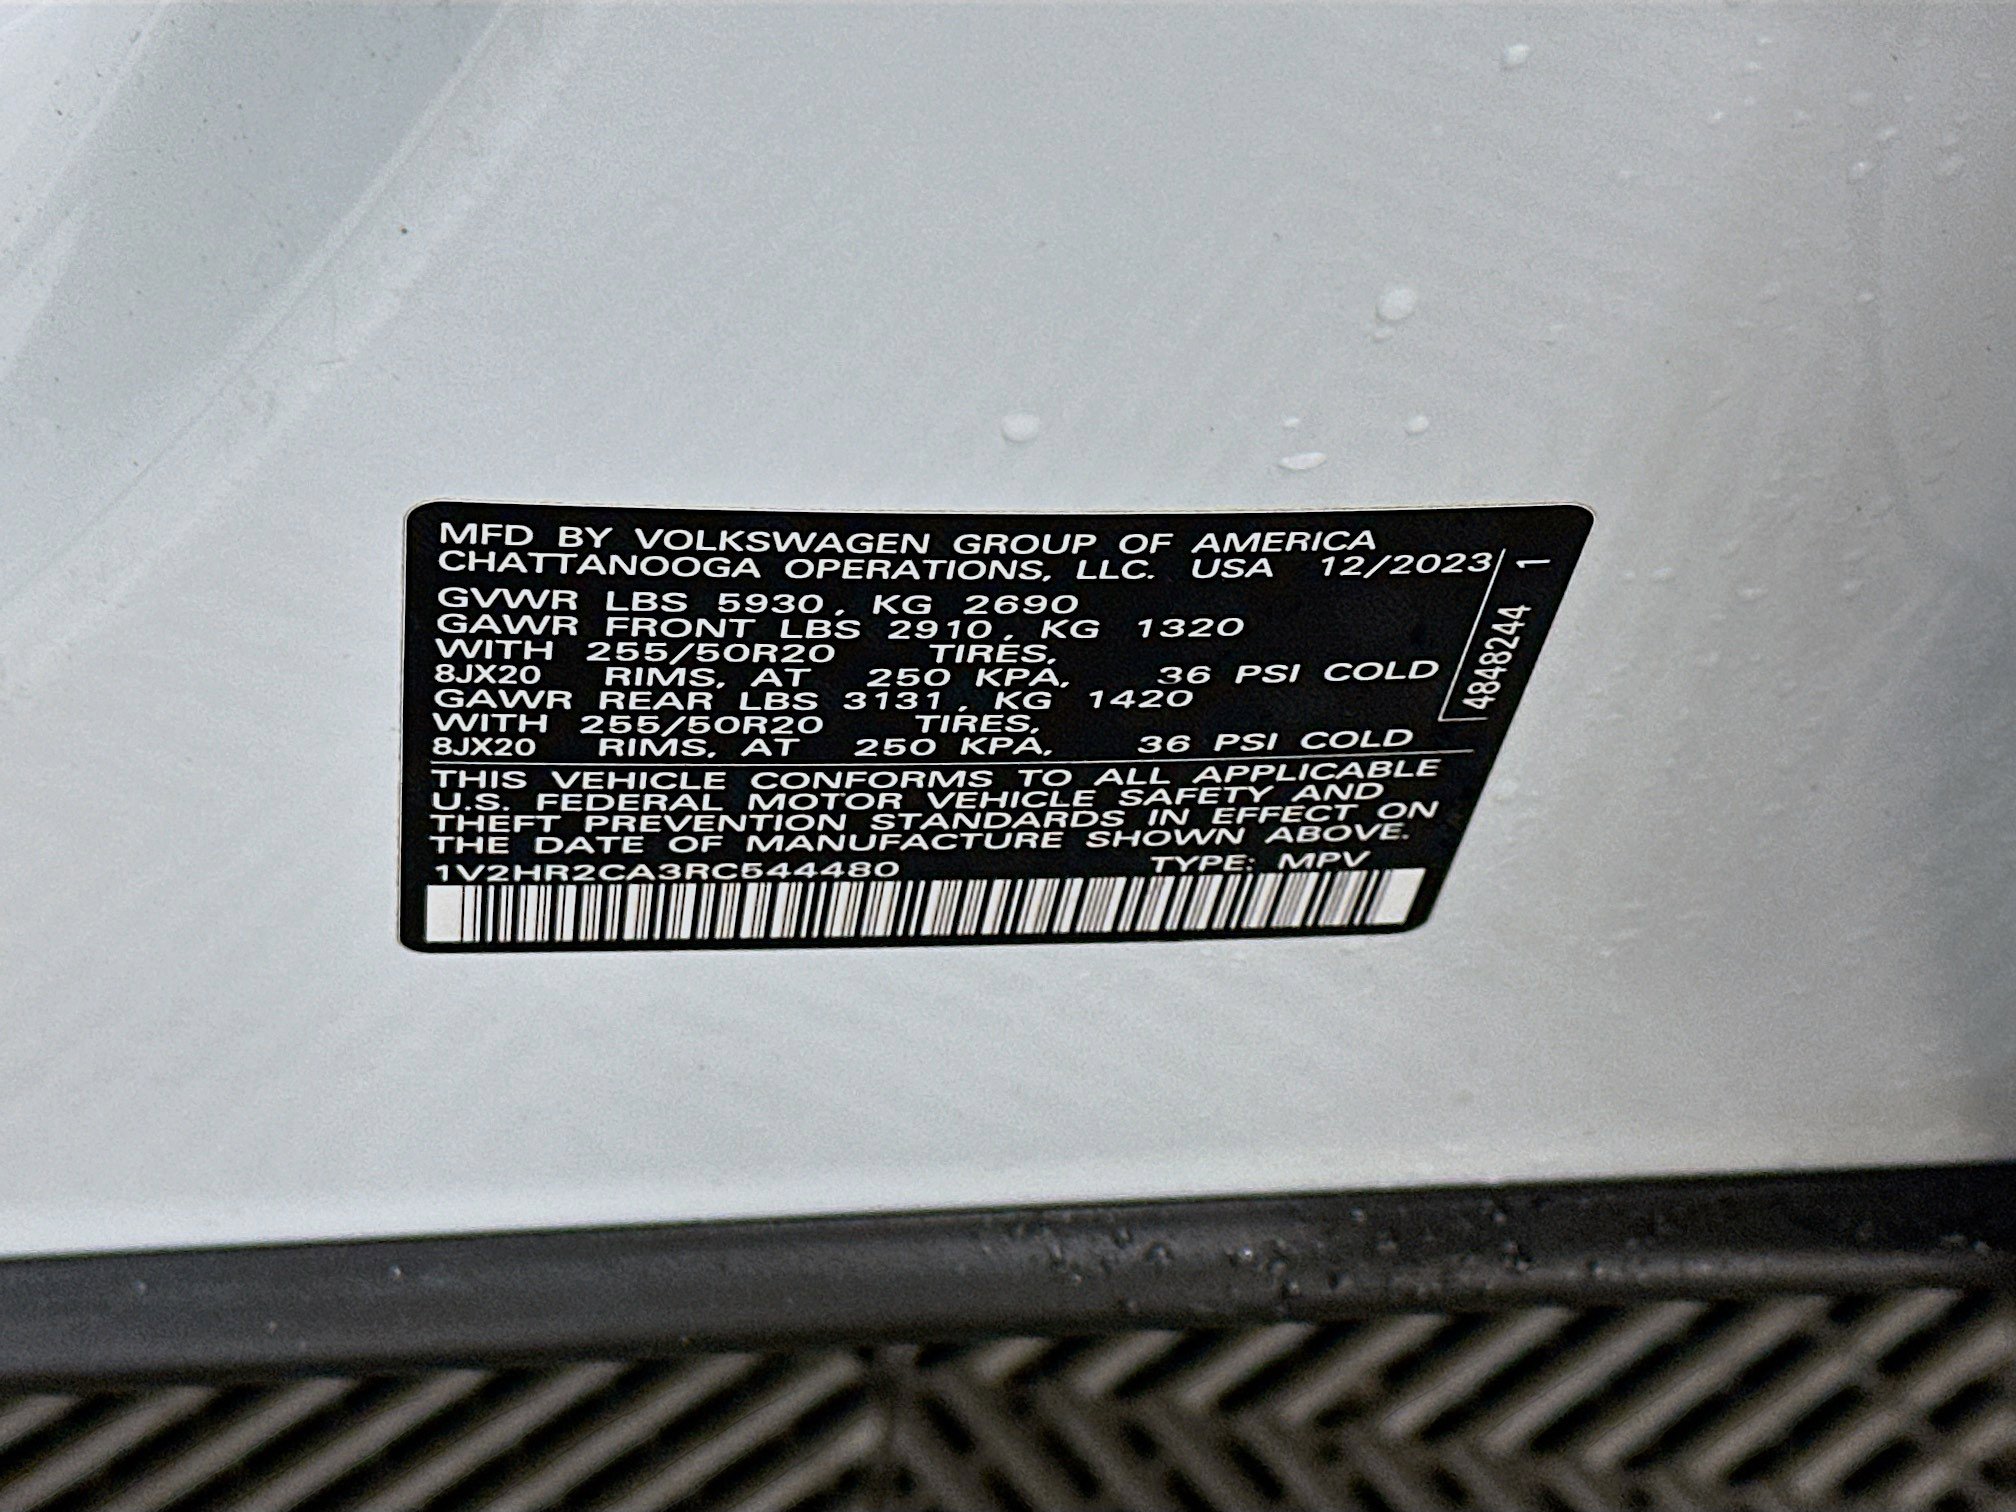 MFD BY VOLKSWAGEN GROUP OF AMERICA
CHATTANOOGA OPERATIONS, LLC. USA 12/2023
GVWR LBS 5930, KG 2690
GAWR FRONT LBS 2910, KG 1320
WITH 255/50R20 TIRES,
8JX20 RIMS, AT 250 KPA, 36 PSI COLD
GAWR REAR LBS 3131, KG 1420
WITH 255/50R20 TIRES,
8JX20 RIMS, AT 250 KPA, 36 PSI COLD
THIS VEHICLE CONFORMS TO ALL APPLICABLE
U.S. FEDERAL MOTOR VEHICLE SAFETY AND
THEFT PREVENTION STANDARDS IN EFFECT ON
THE DATE OF MANUFACTURE SHOWN ABOVE.
1V2HR2CA3RC544480 TYPE: MPV
4848244 1